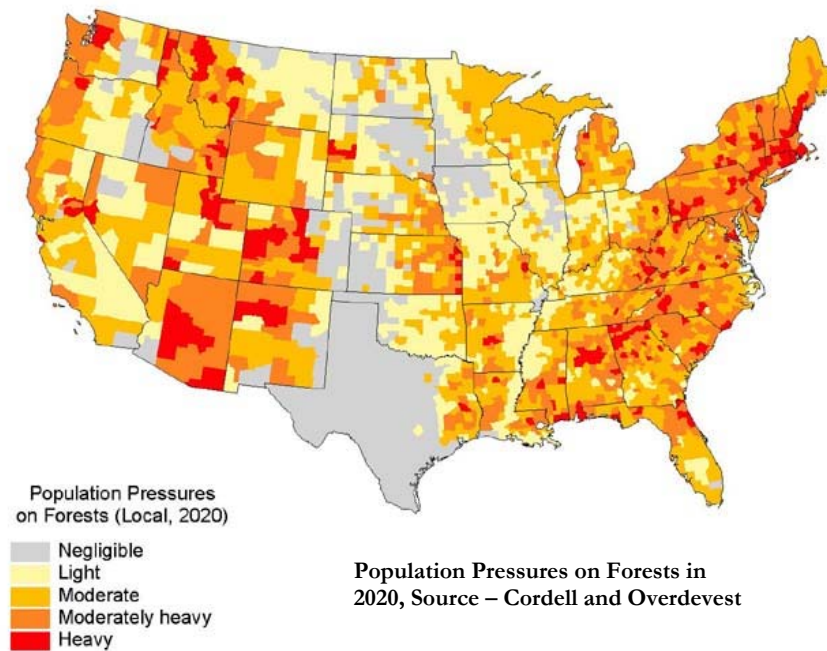 Population Pressures
on Forests (Local, 2020)
Negligible
Light
Moderate
Moderately heavy
Heavy
Population Pressures on Forests in
2020, Source – Cordell and Overdevest